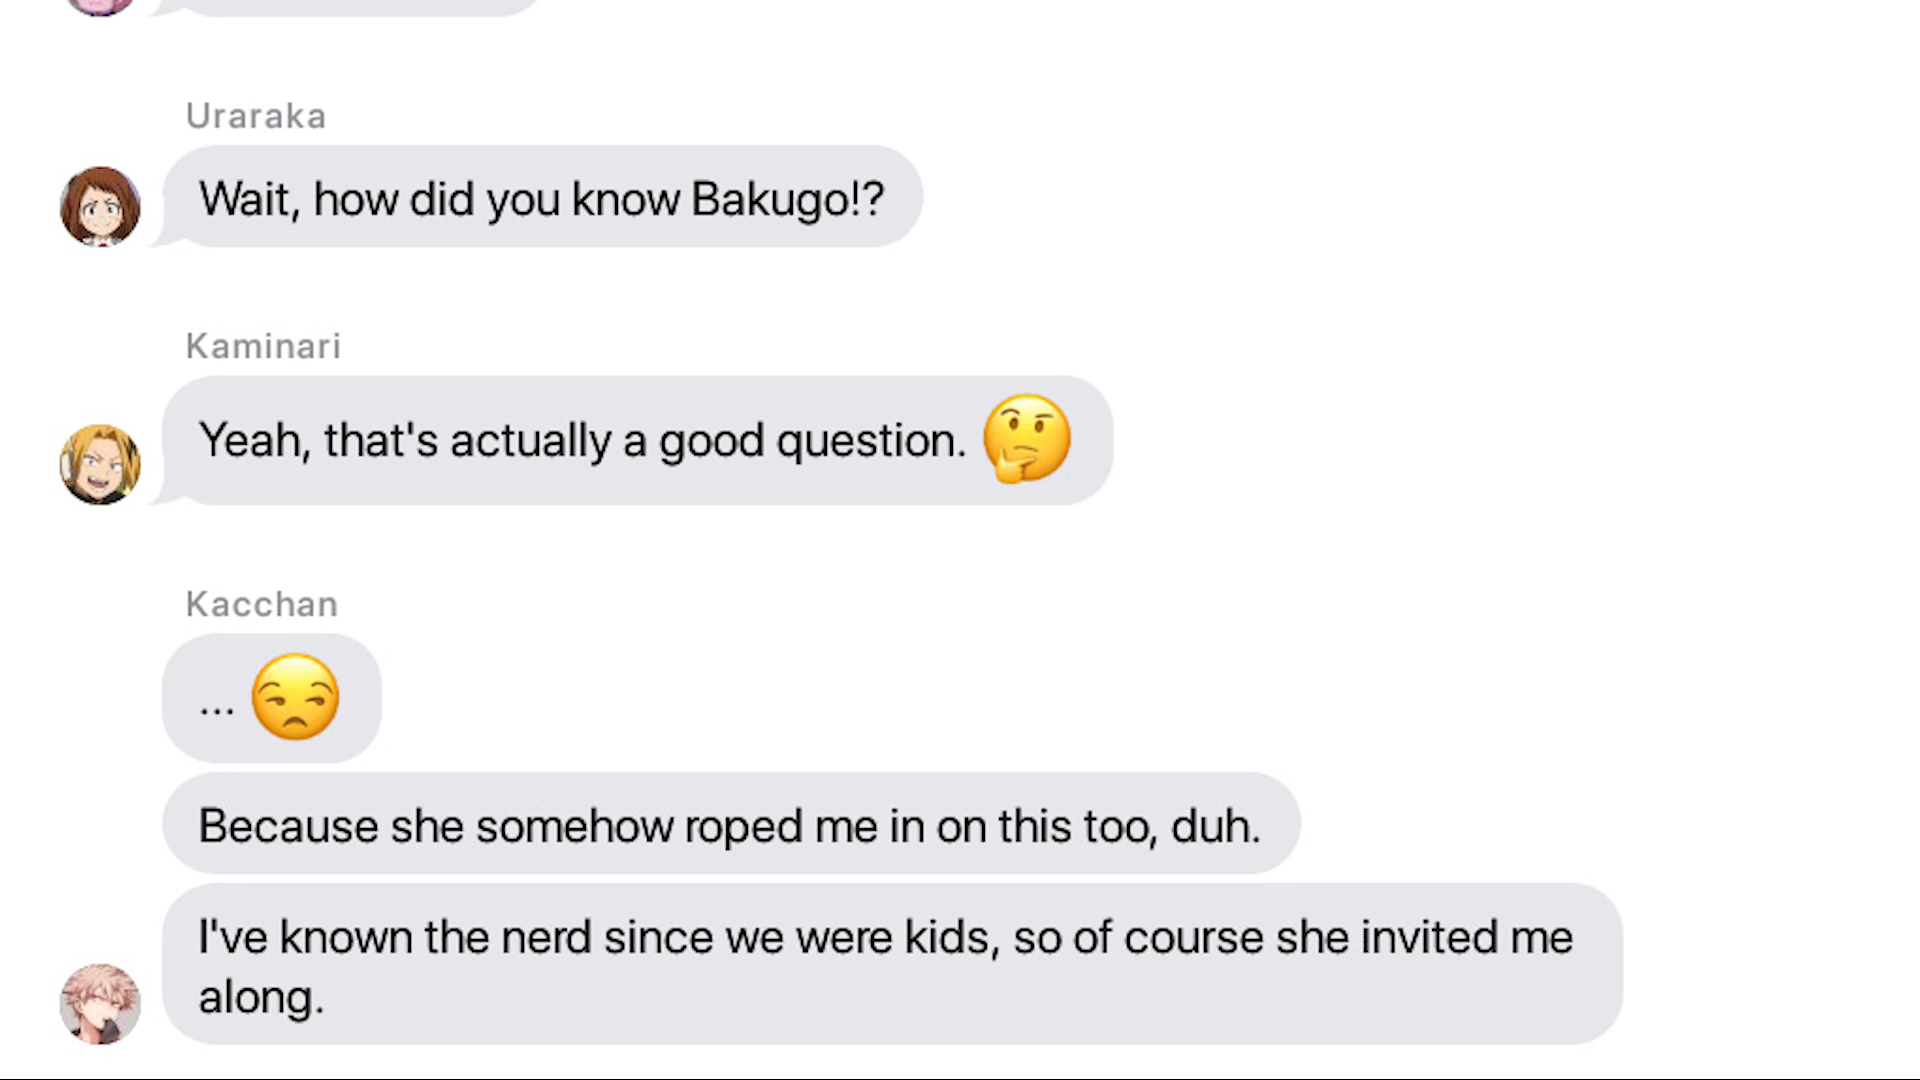 Uraraka
Wait, how did you know Bakugo!?
Kaminari
Yeah, that's actually a good question. 🤔
Kacchan
... 😒
Because she somehow roped me in on this too, duh.
I've known the nerd since we were kids, so of course she invited me
along.